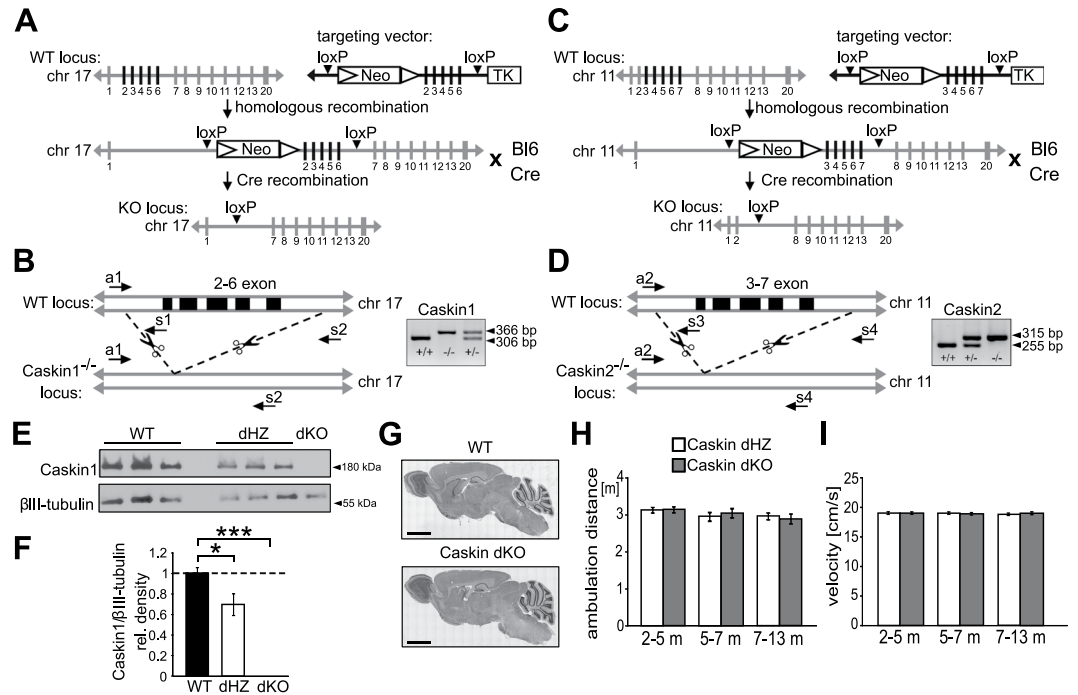 A
targeting vector:
WT locus:
loxP
loxP
chr 17
Neo
TK
1 2 3 4 5 6 7 8 9 10 11 12 13 20
2 3 4 5 6
homologous recombination
loxP
loxP
chr 17
Neo
x Bl6
Cre
1
2 3 4 5 6
7 8 9 10 11 12 13 20
Cre recombination
KO locus:
loxP
chr 17
1
7 8 9 10 11 12 13 20
C
targeting vector:
WT locus:
loxP
loxP
chr 11
Neo
TK
1 2 3 4 5 6 7 8 9 10 11 12 13 20
3 4 5 6 7
homologous recombination
loxP
loxP
chr 11
Neo
x Bl6
Cre
1
3 4 5 6 7
8 9 10 11 12 13 20
Cre recombination
KO locus:
loxP
chr 11
1 2
8 9 10 11 12 13 20
B
a1
2-6 exon
WT locus:
chr 17
s1
s2
a1
Caskin1-/-
locus:
chr 17
s2
Caskin1
366 bp
306 bp
+/+ -/- +/-
D
a2
3-7 exon
WT locus:
chr 11
s3
s4
a2
Caskin2-/-
locus:
chr 11
s4
Caskin2
315 bp
255 bp
+/+ +/- -/-
E
WT dHZ dKO
Caskin1
180 kDa
βIII-tubulin
55 kDa
F
Caskin1/βIII-tubulin
rel. density
1.2
1
0.8
0.6
0.4
0.2
0
***
*
WT dHZ dKO
G
WT
Caskin dKO
H
Caskin dHZ
Caskin dKO
ambulation distance
[m]
4
3
2
1
0
2-5 m 5-7 m 7-13 m
I
velocity [cm/s]
25
20
15
10
5
0
2-5 m 5-7 m 7-13 m